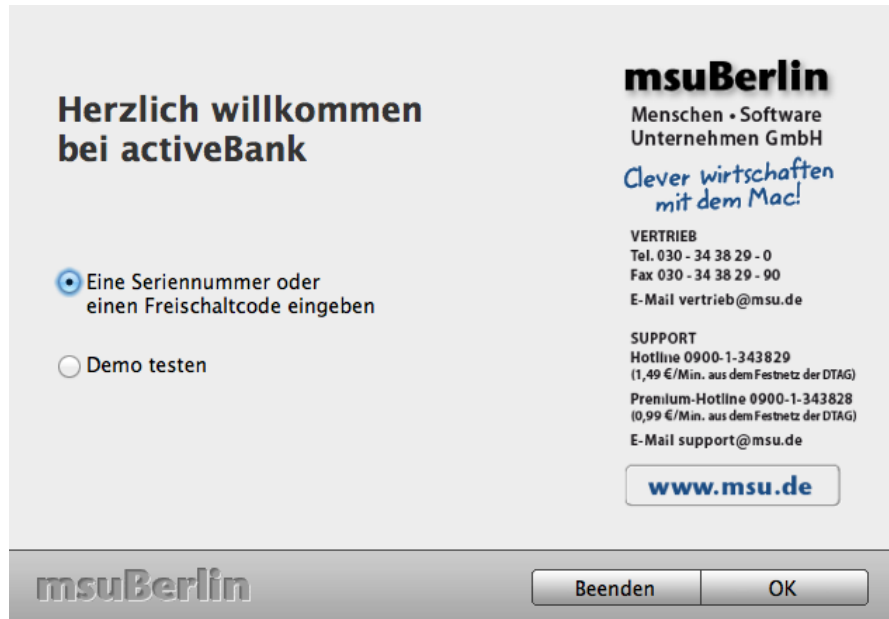 Herzlich willkommen
bei activeBank
Eine Seriennummer oder
einen Freischaltcode eingeben
Demo testen
msuBerlin
Menschen • Software
Unternehmen GmbH
Clever wirtschaften
mit dem Mac!
VERTRIEB
Tel. 030 - 34 38 29 - 0
Fax 030 - 34 38 29 - 90
E-Mail vertrieb@msu.de
SUPPORT
Hotline 0900-1-343829
(1,49 €/Min. aus dem Festnetz der DTAG)
Premium-Hotline 0900-1-343828
(0,99 €/Min. aus dem Festnetz der DTAG)
E-Mail support@msu.de
www.msu.de
msuBerlin
Beenden
OK